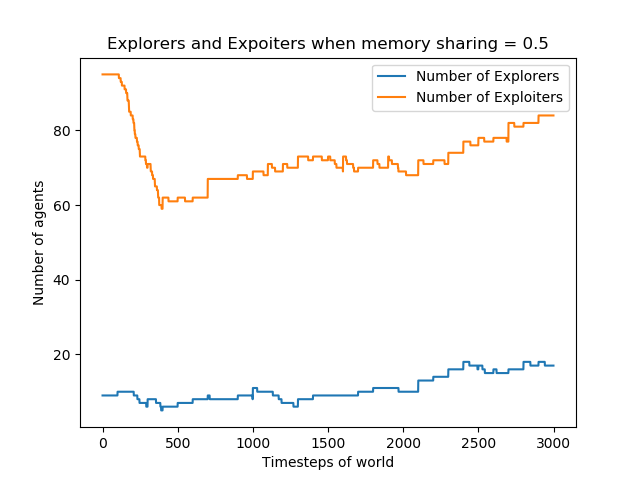 Explorers and Expoiters when memory sharing = 0.5
Number of Explorers
Number of Exploiters
Number of agents
80
60
40
20
0 500 1000 1500 2000 2500 3000
Timesteps of world